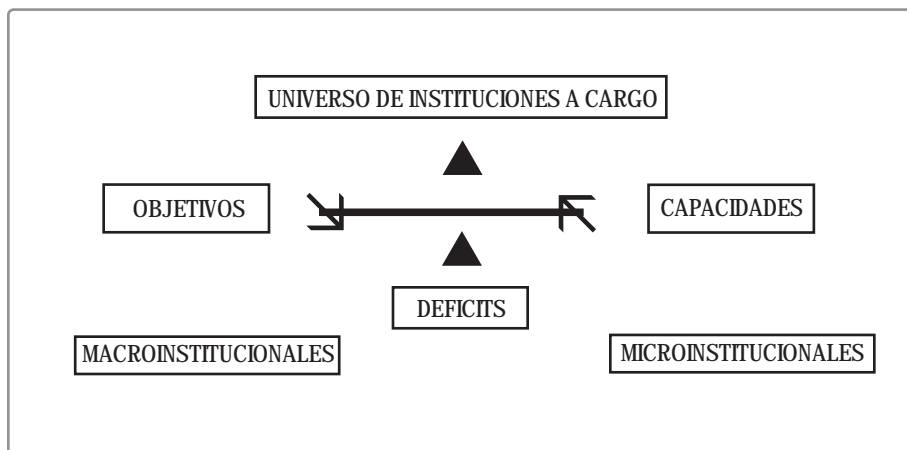 UNIVERSO DE INSTITUCIONES A CARGO
OBJETIVOS
CAPACIDADES
DEFICITS
MACROINSTITUCIONALES
MICROINSTITUCIONALES